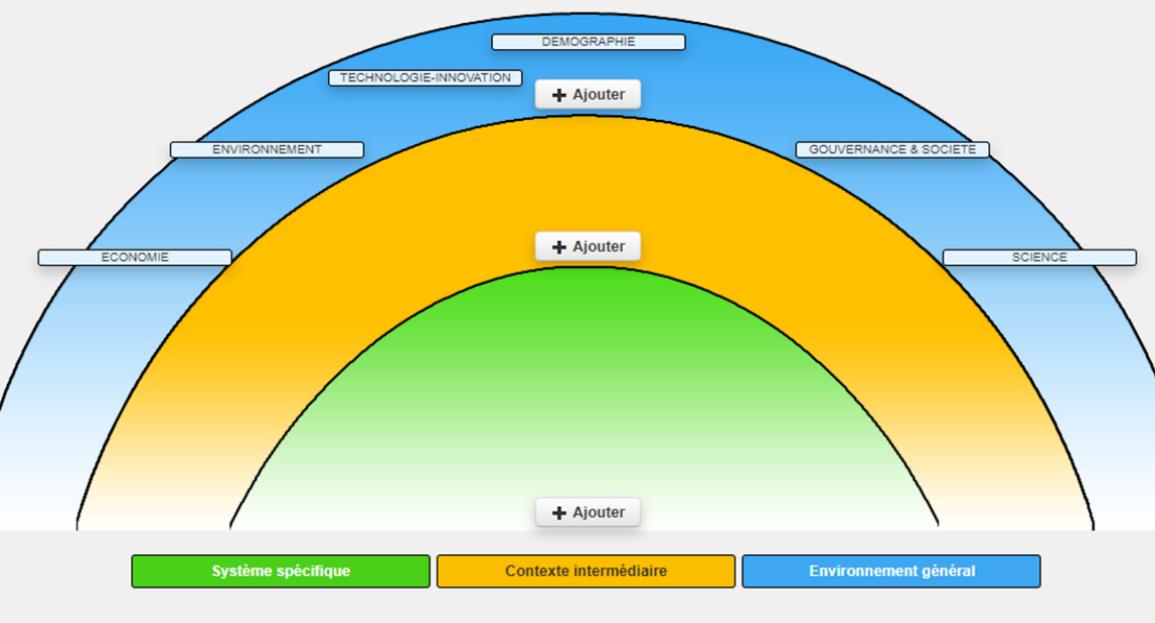 DEMOGRAPHIE
TECHNOLOGIE-INNOVATION
+ Ajouter
ENVIRONNEMENT
GOUVERNANCE & SOCIETE
+ Ajouter
ECONOMIE
SCIENCE
+ Ajouter
Système spécifique
Contexte intermédiaire
Environnement général